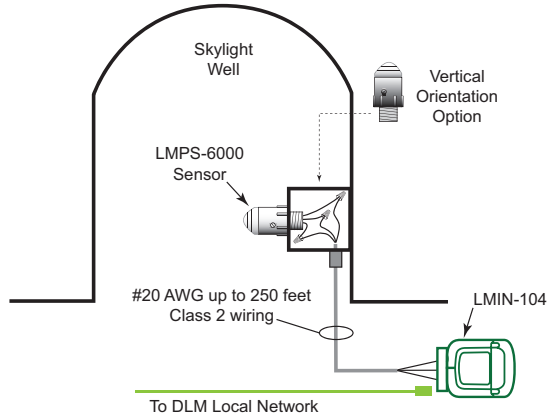 Skylight
Well
Vertical
Orientation
Option
LMPS-6000
Sensor
#20 AWG up to 250 feet
Class 2 wiring
LMIN-104
To DLM Local Network